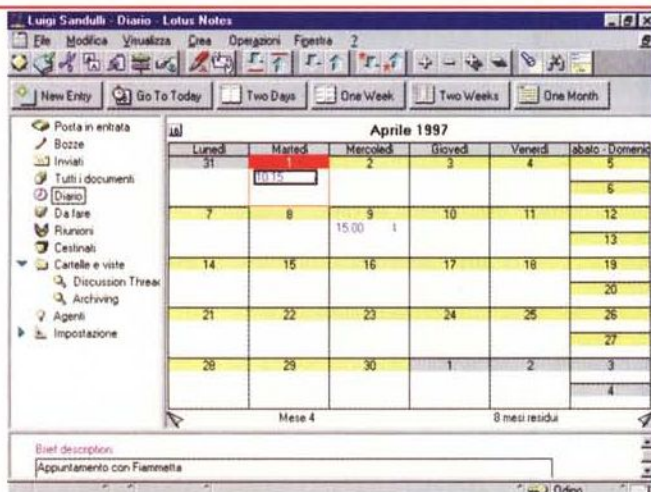 Luigi Sandulli - Diario - Lotus Notes
File Modifica Visualizza Crea Operazioni Finestra ?
New Entry Go To Today Two Days One Week Two Weeks One Month
Posta in entrata
Bozze
Inviati
Tutti i documenti
Diario
Da fare
Riunioni
Cestinati
Cartelle e viste
Discussion Threa
Archiving
Agenti
Impostazione
16
Aprile 1997
Lunedì Martedì Mercoledì Giovedì Venerdì abato - Domenic
31 1 2 3 4 5
10.15
6
7 8 9 10 11 12
15.00
13
14 15 16 17 18 19
20
21 22 23 24 25 26
27
28 29 30 1 2 3
4
Mese 4 8 mesi residui
Brief description:
Appuntamento con Fiammetta